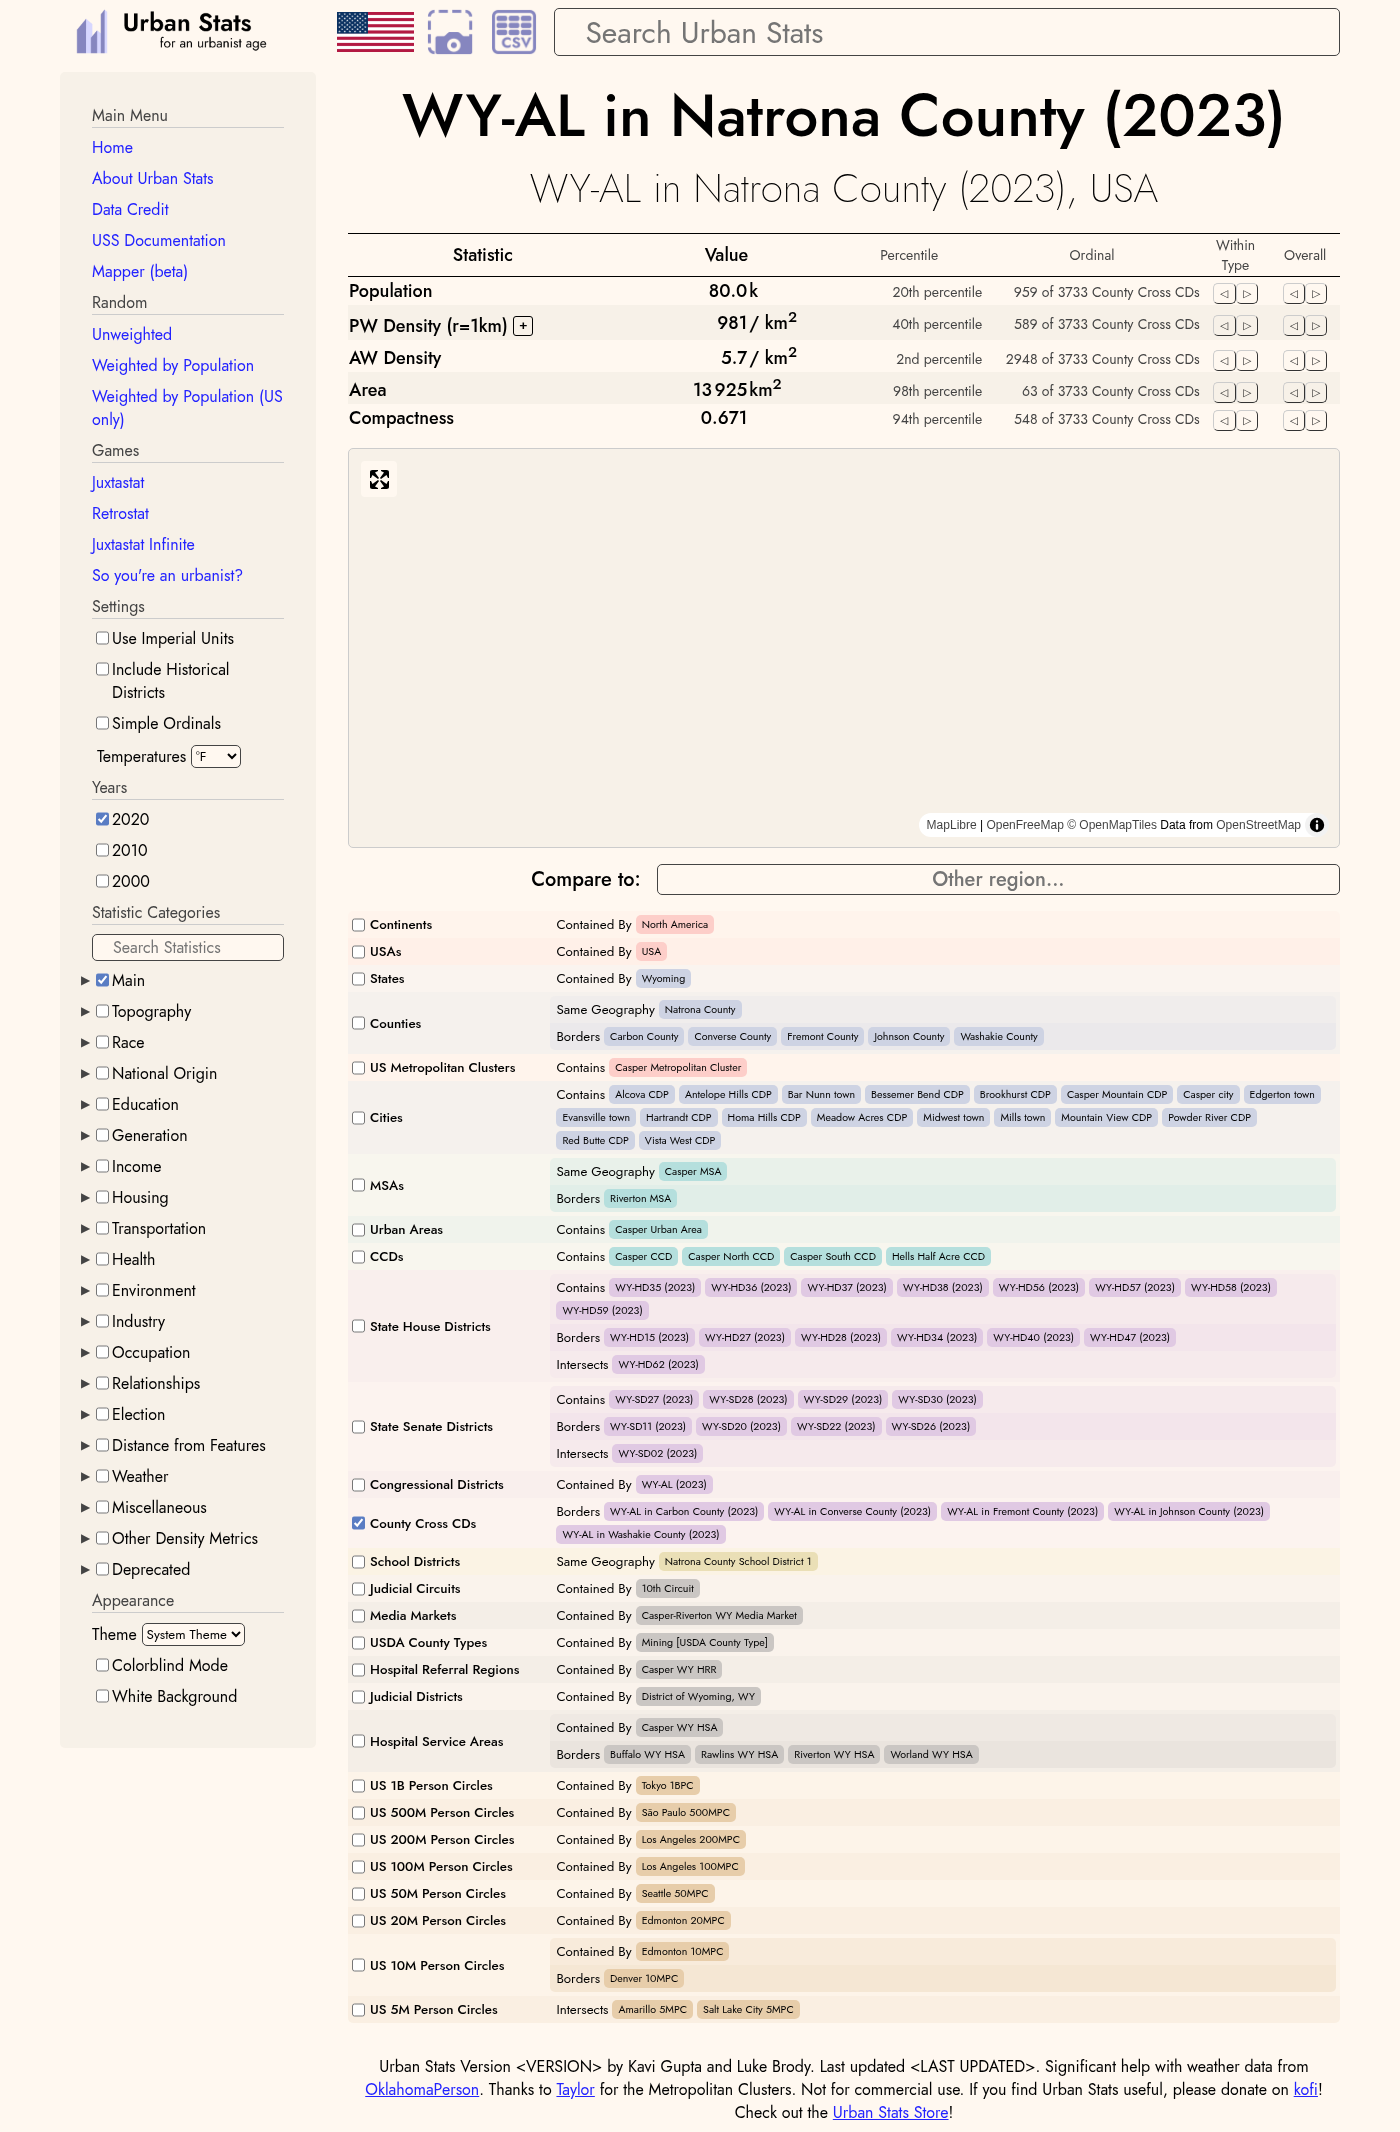 Urban Stats
for an urbanist age
CSV
Search Urban Stats
Main Menu
Home
About Urban Stats
Data Credit
USS Documentation
Mapper (beta)
Random
Unweighted
Weighted by Population
Weighted by Population (US
only)
Games
Juxtastat
Retrostat
Juxtastat Infinite
So you're an urbanist?
Settings
Use Imperial Units
Include Historical
Districts
Simple Ordinals
Temperatures °F
Years
2020
2010
2000
Statistic Categories
Search Statistics
Main
Topography
Race
National Origin
Education
Generation
Income
Housing
Transportation
Health
Environment
Industry
Occupation
Relationships
Election
Distance from Features
Weather
Miscellaneous
Other Density Metrics
Deprecated
Appearance
Theme System Theme
Colorblind Mode
White Background
WY-AL in Natrona County (2023)
WY-AL in Natrona County (2023), USA
Statistic Value Percentile Ordinal Within Type Overall
Population 80.0 k 20th percentile 959 of 3733 County Cross CDs
PW Density (r=1km) + 981 / km² 40th percentile 589 of 3733 County Cross CDs
AW Density 5.7 / km² 2nd percentile 2948 of 3733 County Cross CDs
Area 13 925 km² 98th percentile 63 of 3733 County Cross CDs
Compactness 0.671 94th percentile 548 of 3733 County Cross CDs
MapLibre | OpenFreeMap © OpenMapTiles Data from OpenStreetMap
Compare to: Other region...
Continents Contained By North America
USAs Contained By USA
States Contained By Wyoming
Counties Same Geography Natrona County
Borders Carbon County Converse County Fremont County Johnson County Washakie County
US Metropolitan Clusters Contains Casper Metropolitan Cluster
Cities Contains Alcova CDP Antelope Hills CDP Bar Nunn town Bessemer Bend CDP Brookhurst CDP Casper Mountain CDP Casper city Edgerton town
Evansville town Hartrandt CDP Homa Hills CDP Meadow Acres CDP Midwest town Mills town Mountain View CDP Powder River CDP
Red Butte CDP Vista West CDP
MSAs Same Geography Casper MSA
Borders Riverton MSA
Urban Areas Contains Casper Urban Area
CCDs Contains Casper CCD Casper North CCD Casper South CCD Hells Half Acre CCD
State House Districts Contains WY-HD35 (2023) WY-HD36 (2023) WY-HD37 (2023) WY-HD38 (2023) WY-HD56 (2023) WY-HD57 (2023) WY-HD58 (2023)
WY-HD59 (2023)
Borders WY-HD15 (2023) WY-HD27 (2023) WY-HD28 (2023) WY-HD34 (2023) WY-HD40 (2023) WY-HD47 (2023)
Intersects WY-HD62 (2023)
State Senate Districts Contains WY-SD27 (2023) WY-SD28 (2023) WY-SD29 (2023) WY-SD30 (2023)
Borders WY-SD11 (2023) WY-SD20 (2023) WY-SD22 (2023) WY-SD26 (2023)
Intersects WY-SD02 (2023)
Congressional Districts Contained By WY-AL (2023)
County Cross CDs Borders WY-AL in Carbon County (2023) WY-AL in Converse County (2023) WY-AL in Fremont County (2023) WY-AL in Johnson County (2023)
WY-AL in Washakie County (2023)
School Districts Same Geography Natrona County School District 1
Judicial Circuits Contained By 10th Circuit
Media Markets Contained By Casper-Riverton WY Media Market
USDA County Types Contained By Mining [USDA County Type]
Hospital Referral Regions Contained By Casper WY HRR
Judicial Districts Contained By District of Wyoming, WY
Hospital Service Areas Contained By Casper WY HSA
Borders Buffalo WY HSA Rawlins WY HSA Riverton WY HSA Worland WY HSA
US 1B Person Circles Contained By Tokyo 1BPC
US 500M Person Circles Contained By São Paulo 500MPC
US 200M Person Circles Contained By Los Angeles 200MPC
US 100M Person Circles Contained By Los Angeles 100MPC
US 50M Person Circles Contained By Seattle 50MPC
US 20M Person Circles Contained By Edmonton 20MPC
US 10M Person Circles Contained By Edmonton 10MPC
Borders Denver 10MPC
US 5M Person Circles Intersects Amarillo 5MPC Salt Lake City 5MPC
Urban Stats Version <VERSION> by Kavi Gupta and Luke Brody. Last updated <LAST UPDATED>. Significant help with weather data from
OklahomaPerson. Thanks to Taylor for the Metropolitan Clusters. Not for commercial use. If you find Urban Stats useful, please donate on kofi!
Check out the Urban Stats Store!